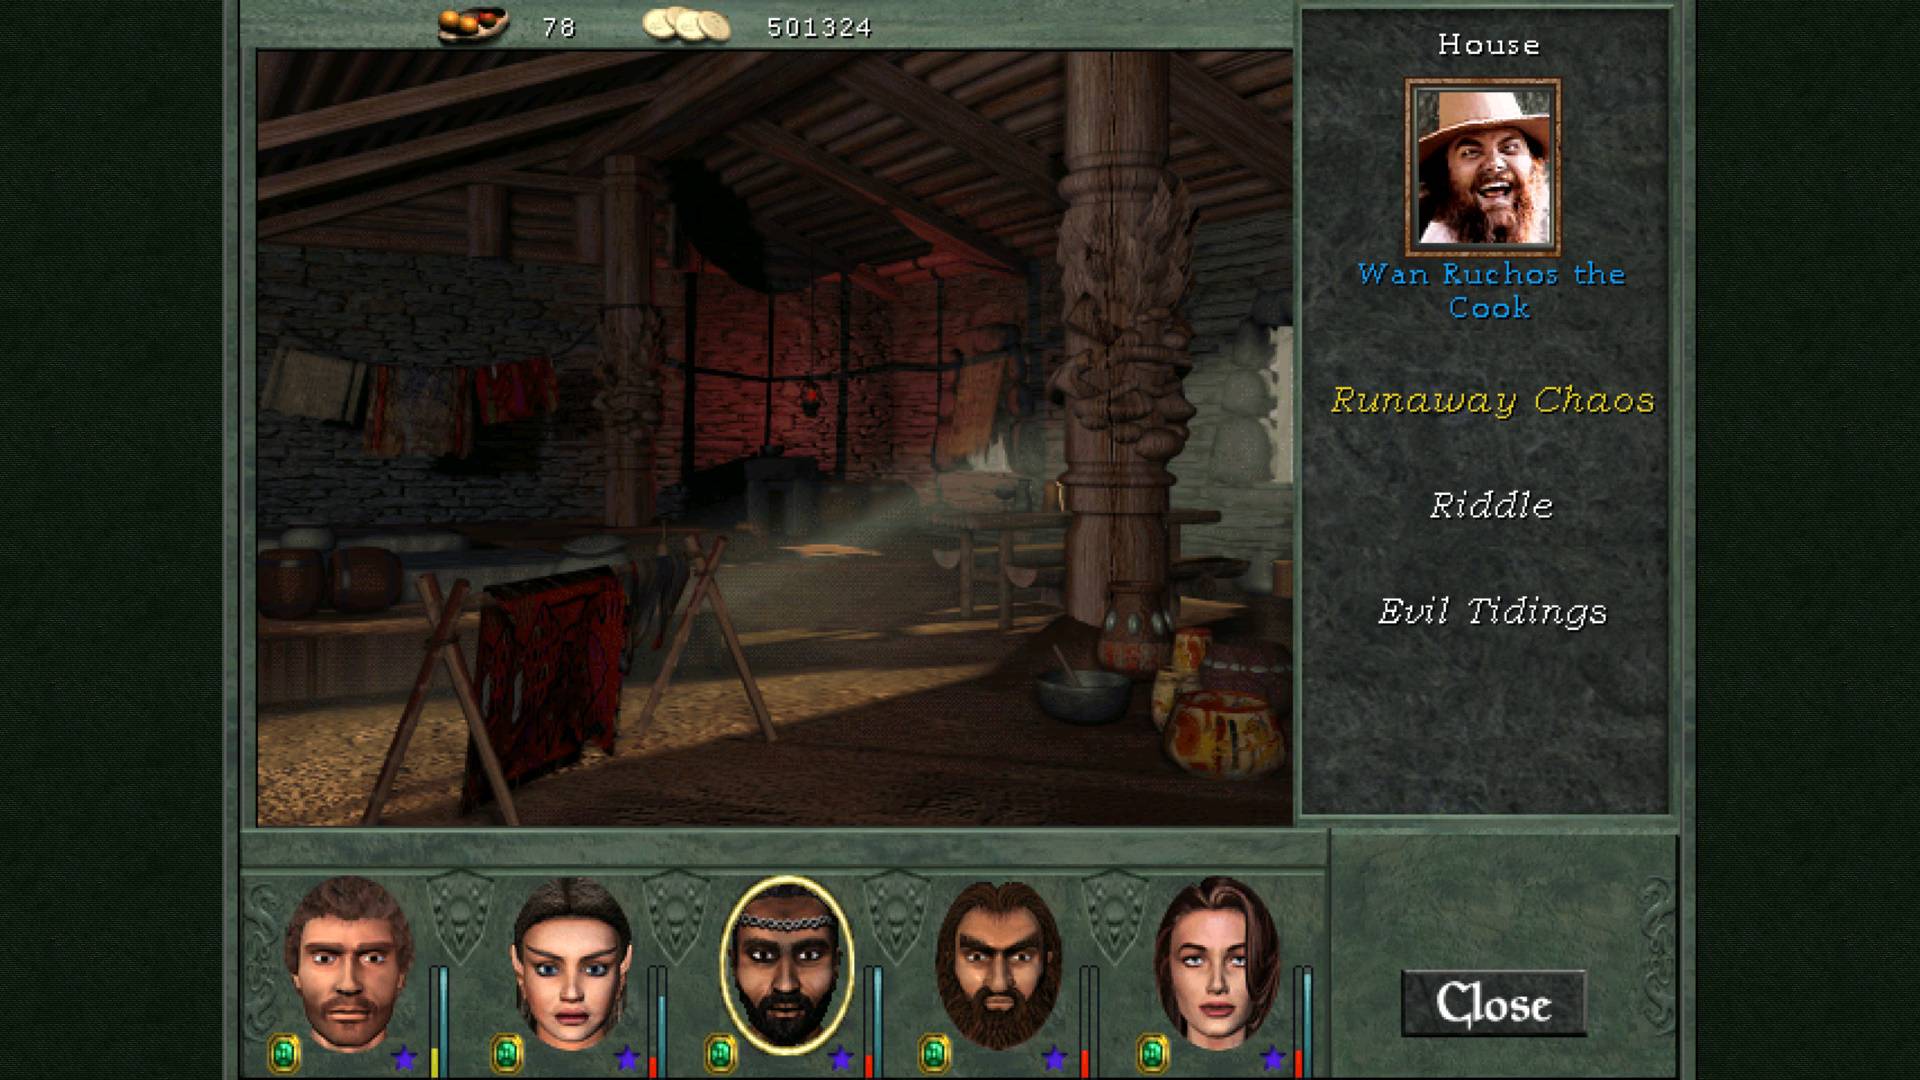 78 501324
House
Wan Ruchos the
Cook
Runaway Chaos
Riddle
Evil Tidings
Close